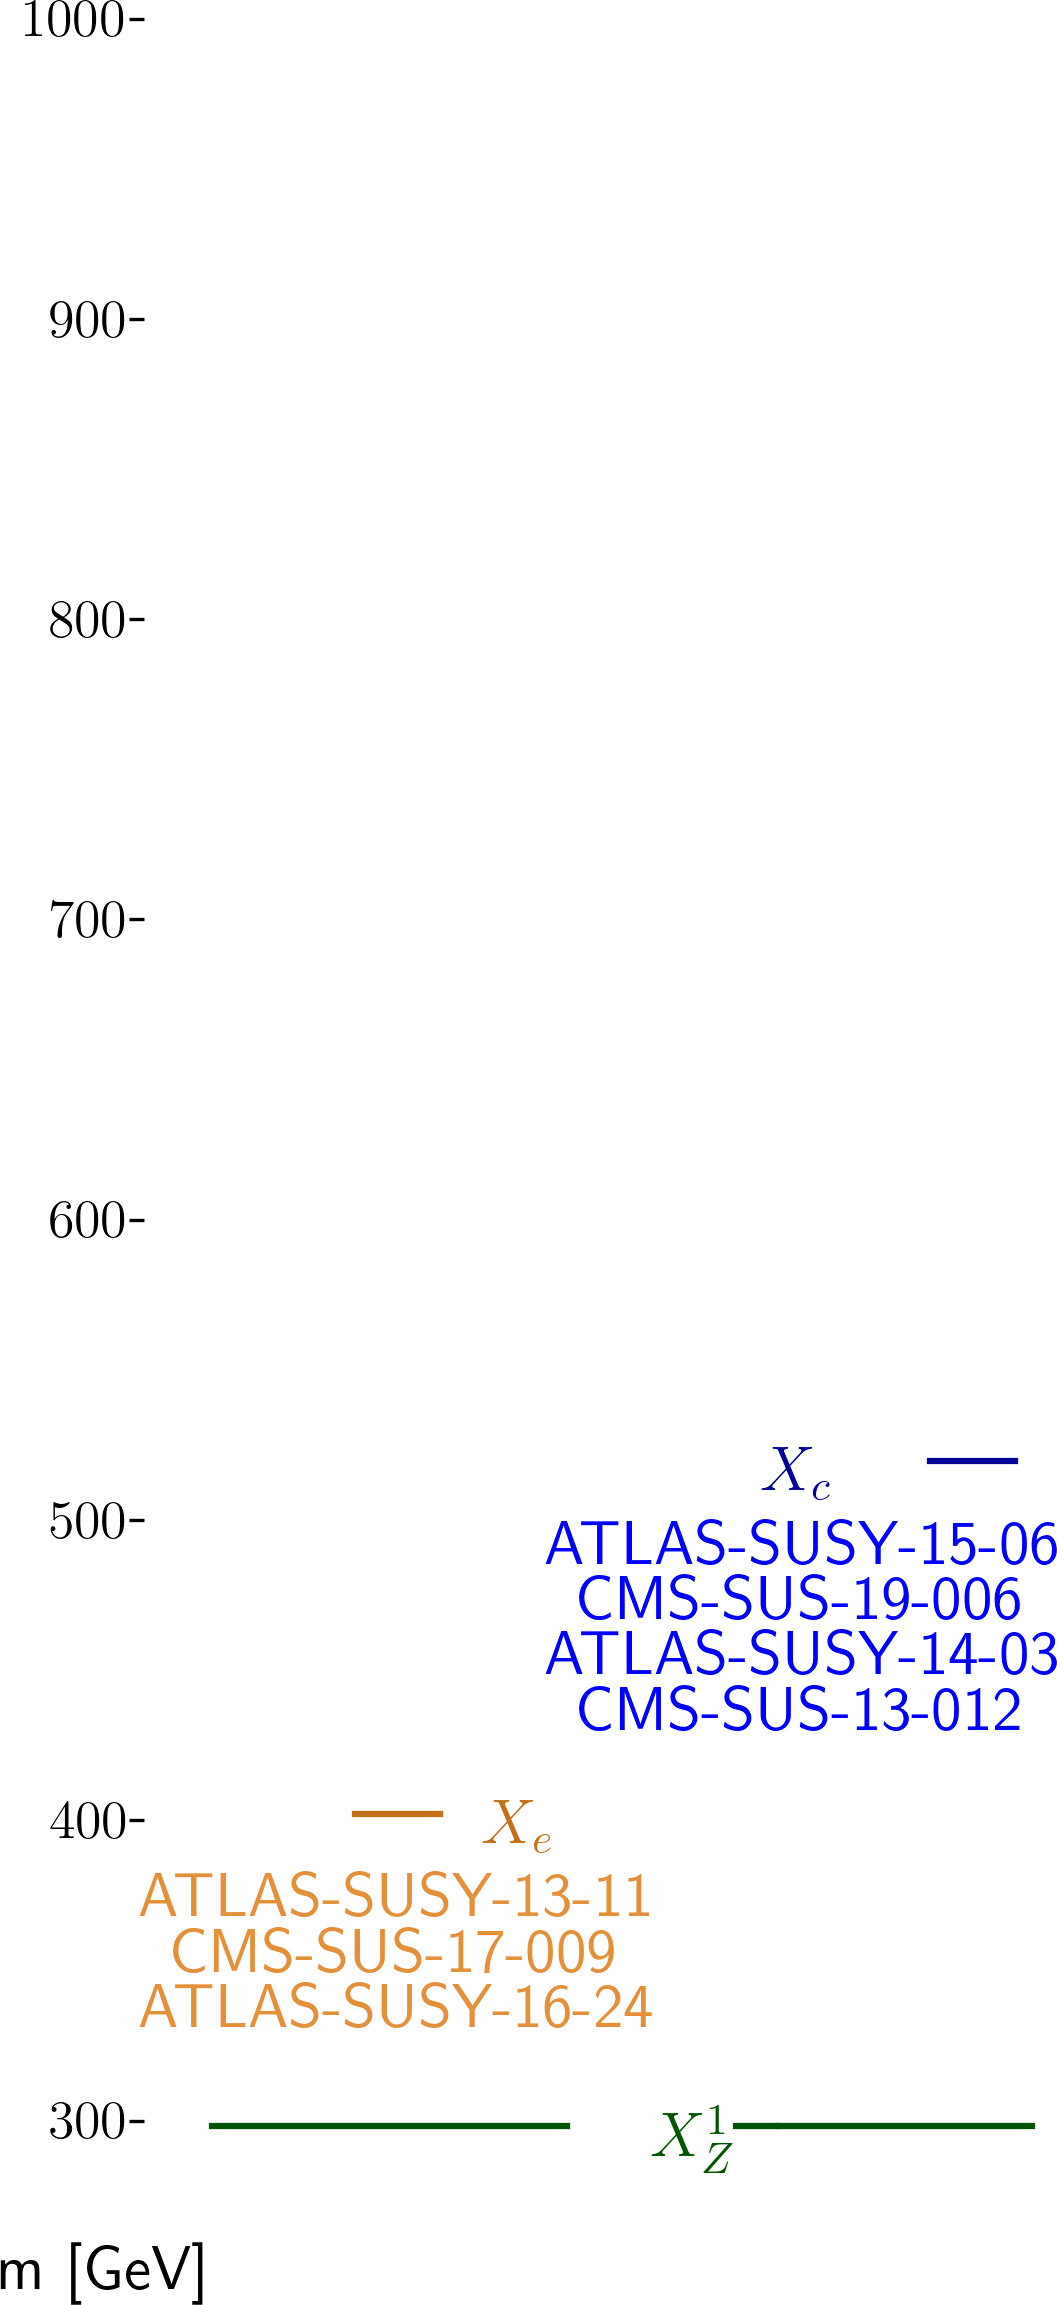 1000-
900-
800-
700-
600-
X_c
500-
ATLAS-SUSY-15-06
CMS-SUS-19-006
ATLAS-SUSY-14-03
CMS-SUS-13-012
400-
X_e
ATLAS-SUSY-13-11
CMS-SUS-17-009
ATLAS-SUSY-16-24
300-
X_Z^1
m [GeV]